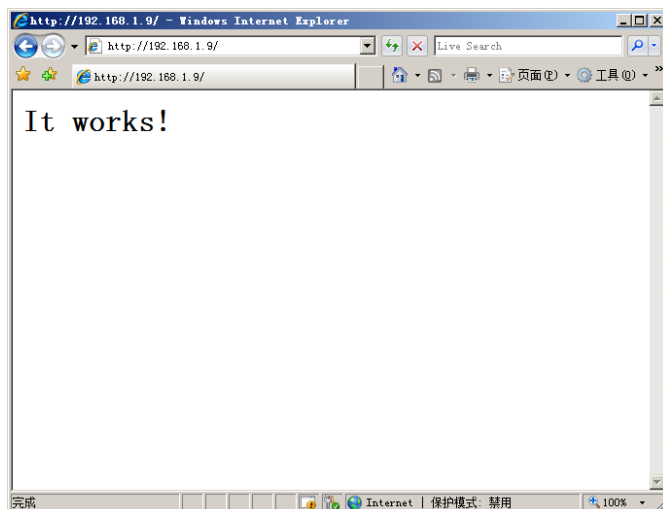 http://192.168.1.9/ - Windows Internet Explorer
http://192.168.1.9/
Live Search
http://192.168.1.9/
页面(P)
工具(O)
»
It works!
完成
Internet | 保护模式: 禁用
100%